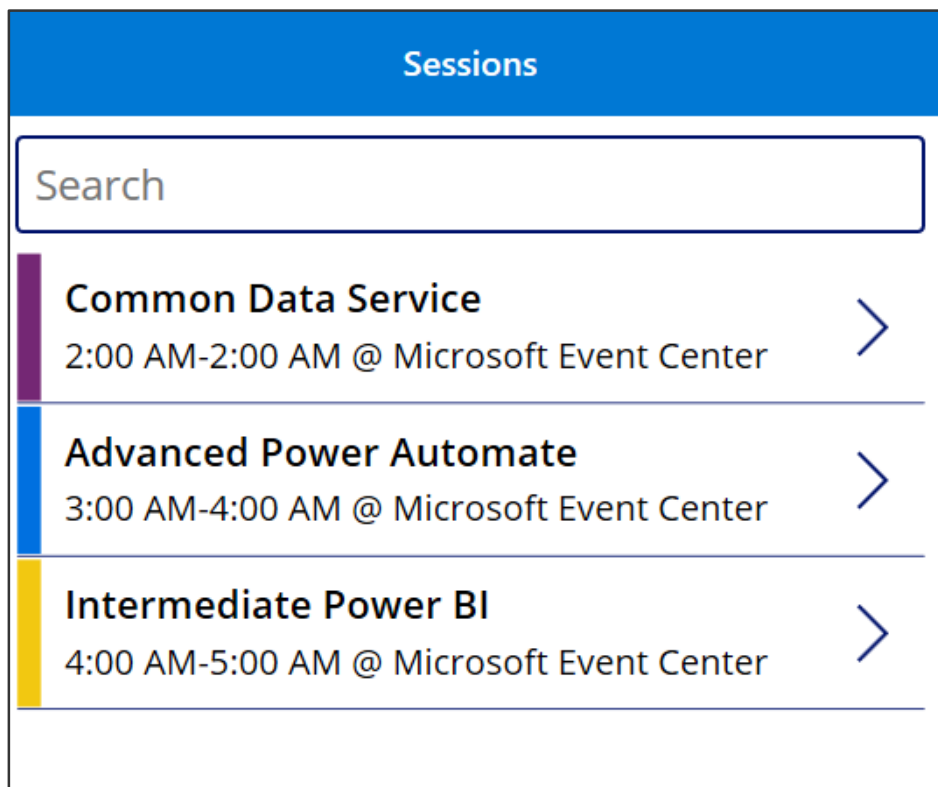 Sessions
Search
Common Data Service
2:00 AM-2:00 AM @ Microsoft Event Center
Advanced Power Automate
3:00 AM-4:00 AM @ Microsoft Event Center
Intermediate Power BI
4:00 AM-5:00 AM @ Microsoft Event Center